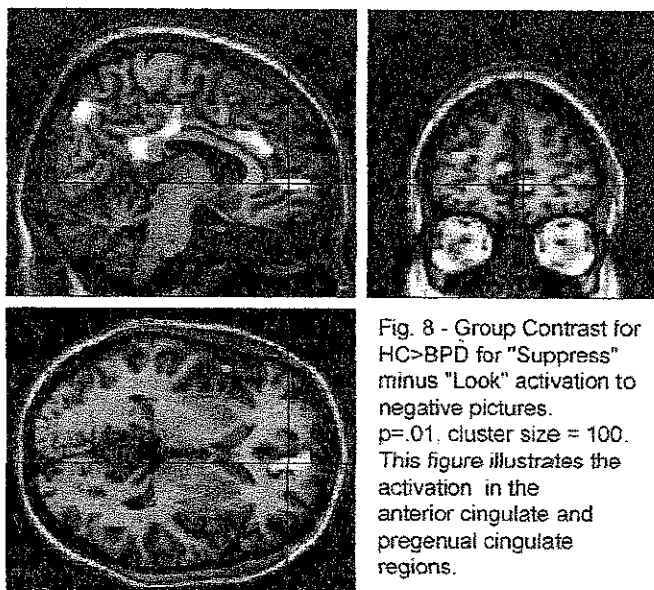 Fig. 8 - Group Contrast for
HC>BPD for "Suppress"
minus "Look" activation to
negative pictures.
p=.01, cluster size = 100.
This figure illustrates the
activation in the
anterior cingulate and
pregenual cingulate
regions.